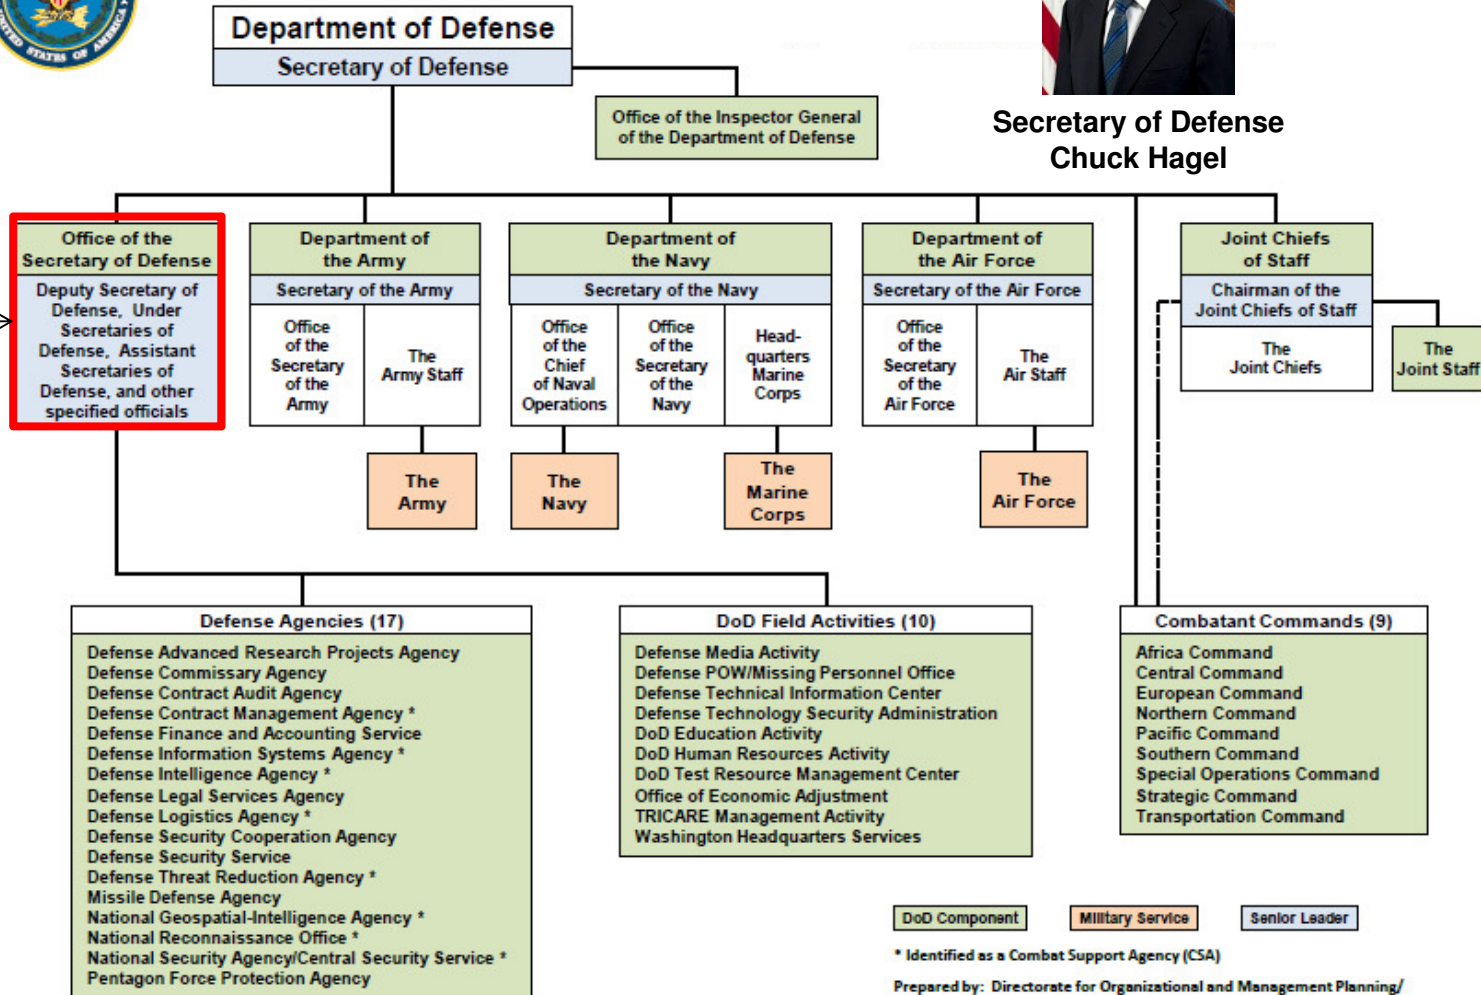 UNITED STATES OF AMERICA
Department of Defense
Secretary of Defense
Office of the Inspector General
of the Department of Defense
Secretary of Defense
Chuck Hagel
Office of the
Secretary of Defense
Deputy Secretary of
Defense, Under
Secretaries of
Defense, Assistant
Secretaries of
Defense, and other
specified officials
Department of
the Army
Secretary of the Army
Office
of the
Secretary
of the
Army
The
Army Staff
The
Army
Department of
the Navy
Secretary of the Navy
Office
of the
Chief
of Naval
Operations
Office
of the
Secretary
of the
Navy
Head-
quarters
Marine
Corps
The
Navy
The
Marine
Corps
Department of
the Air Force
Secretary of the Air Force
Office
of the
Secretary
of the
Air Force
The
Air Staff
The
Air Force
Joint Chiefs
of Staff
Chairman of the
Joint Chiefs of Staff
The
Joint Chiefs
The
Joint Staff
Defense Agencies (17)
Defense Advanced Research Projects Agency
Defense Commissary Agency
Defense Contract Audit Agency
Defense Contract Management Agency *
Defense Finance and Accounting Service
Defense Information Systems Agency *
Defense Intelligence Agency *
Defense Legal Services Agency
Defense Logistics Agency *
Defense Security Cooperation Agency
Defense Security Service
Defense Threat Reduction Agency *
Missile Defense Agency
National Geospatial-Intelligence Agency *
National Reconnaissance Office *
National Security Agency/Central Security Service *
Pentagon Force Protection Agency
DoD Field Activities (10)
Defense Media Activity
Defense POW/Missing Personnel Office
Defense Technical Information Center
Defense Technology Security Administration
DoD Education Activity
DoD Human Resources Activity
DoD Test Resource Management Center
Office of Economic Adjustment
TRICARE Management Activity
Washington Headquarters Services
Combatant Commands (9)
Africa Command
Central Command
European Command
Northern Command
Pacific Command
Southern Command
Special Operations Command
Strategic Command
Transportation Command
DoD Component
Military Service
Senior Leader
* Identified as a Combat Support Agency (CSA)
Prepared by: Directorate for Organizational and Management Planning/